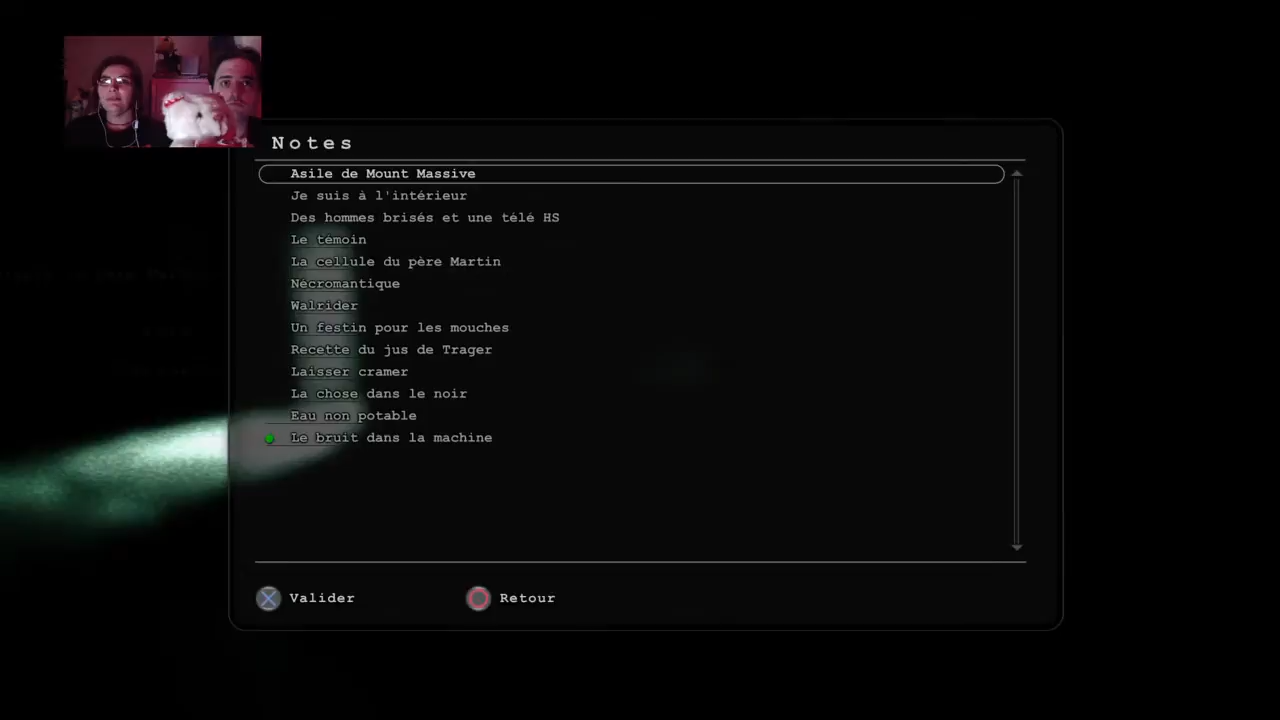 Notes
Asile de Mount Massive
Je suis à l'intérieur
Des hommes brisés et une télé HS
Le témoin
La cellule du père Martin
Nécromantique
Walrider
Un festin pour les mouches
Recette du jus de Trager
Laisser cramer
La chose dans le noir
Eau non potable
Le bruit dans la machine
Valider
Retour